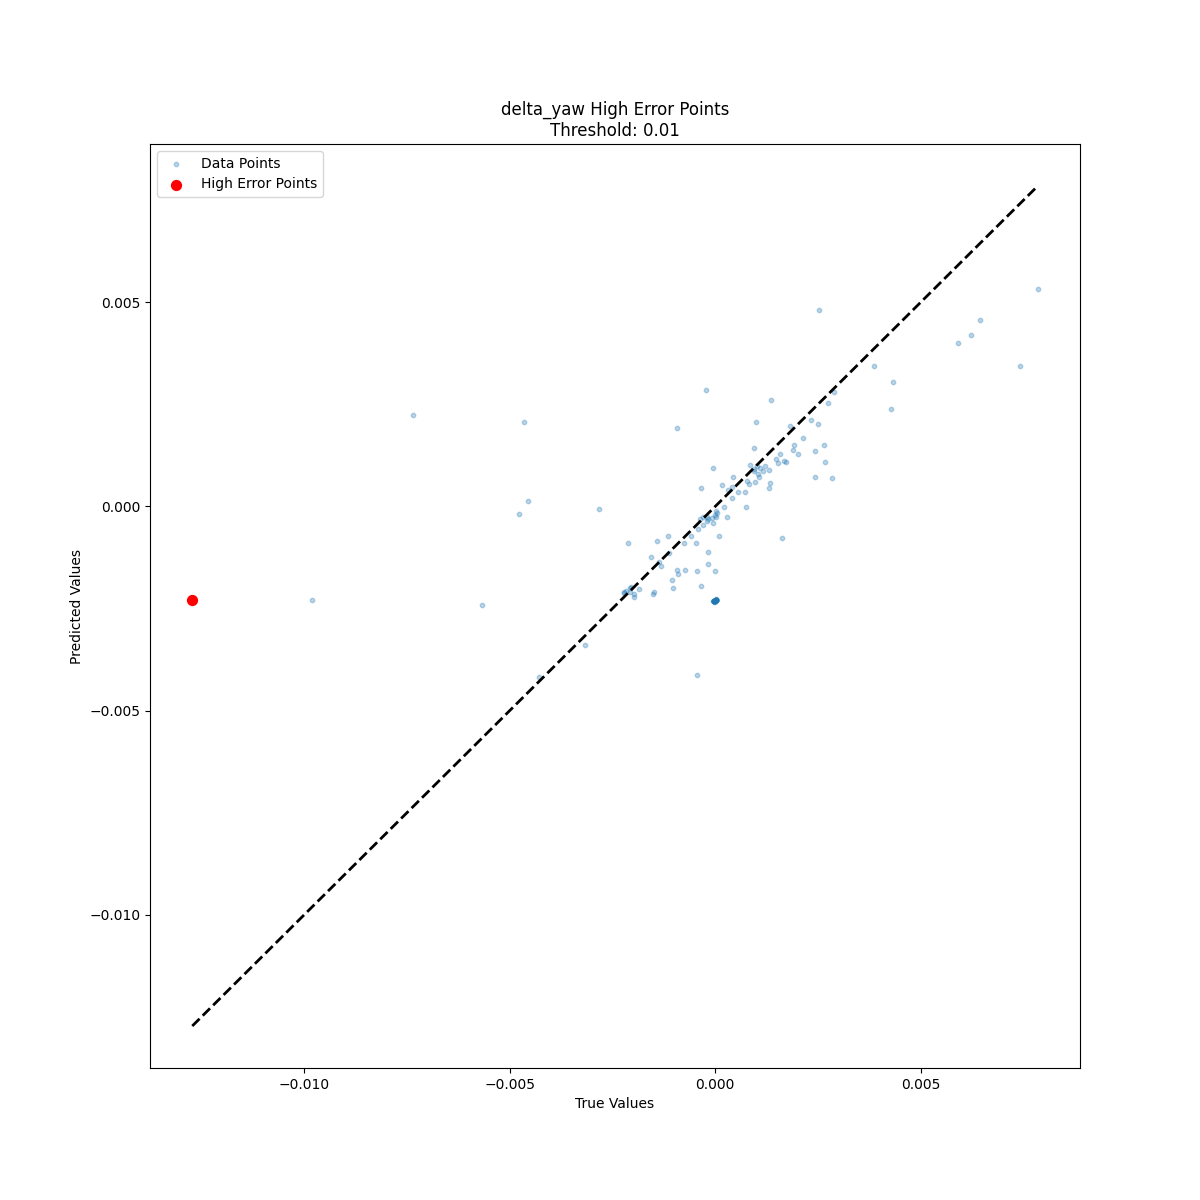 delta_yaw High Error Points
Threshold: 0.01
Data Points
High Error Points
0.005
0.000
−0.005
−0.010
Predicted Values
−0.010
−0.005
0.000
0.005
True Values